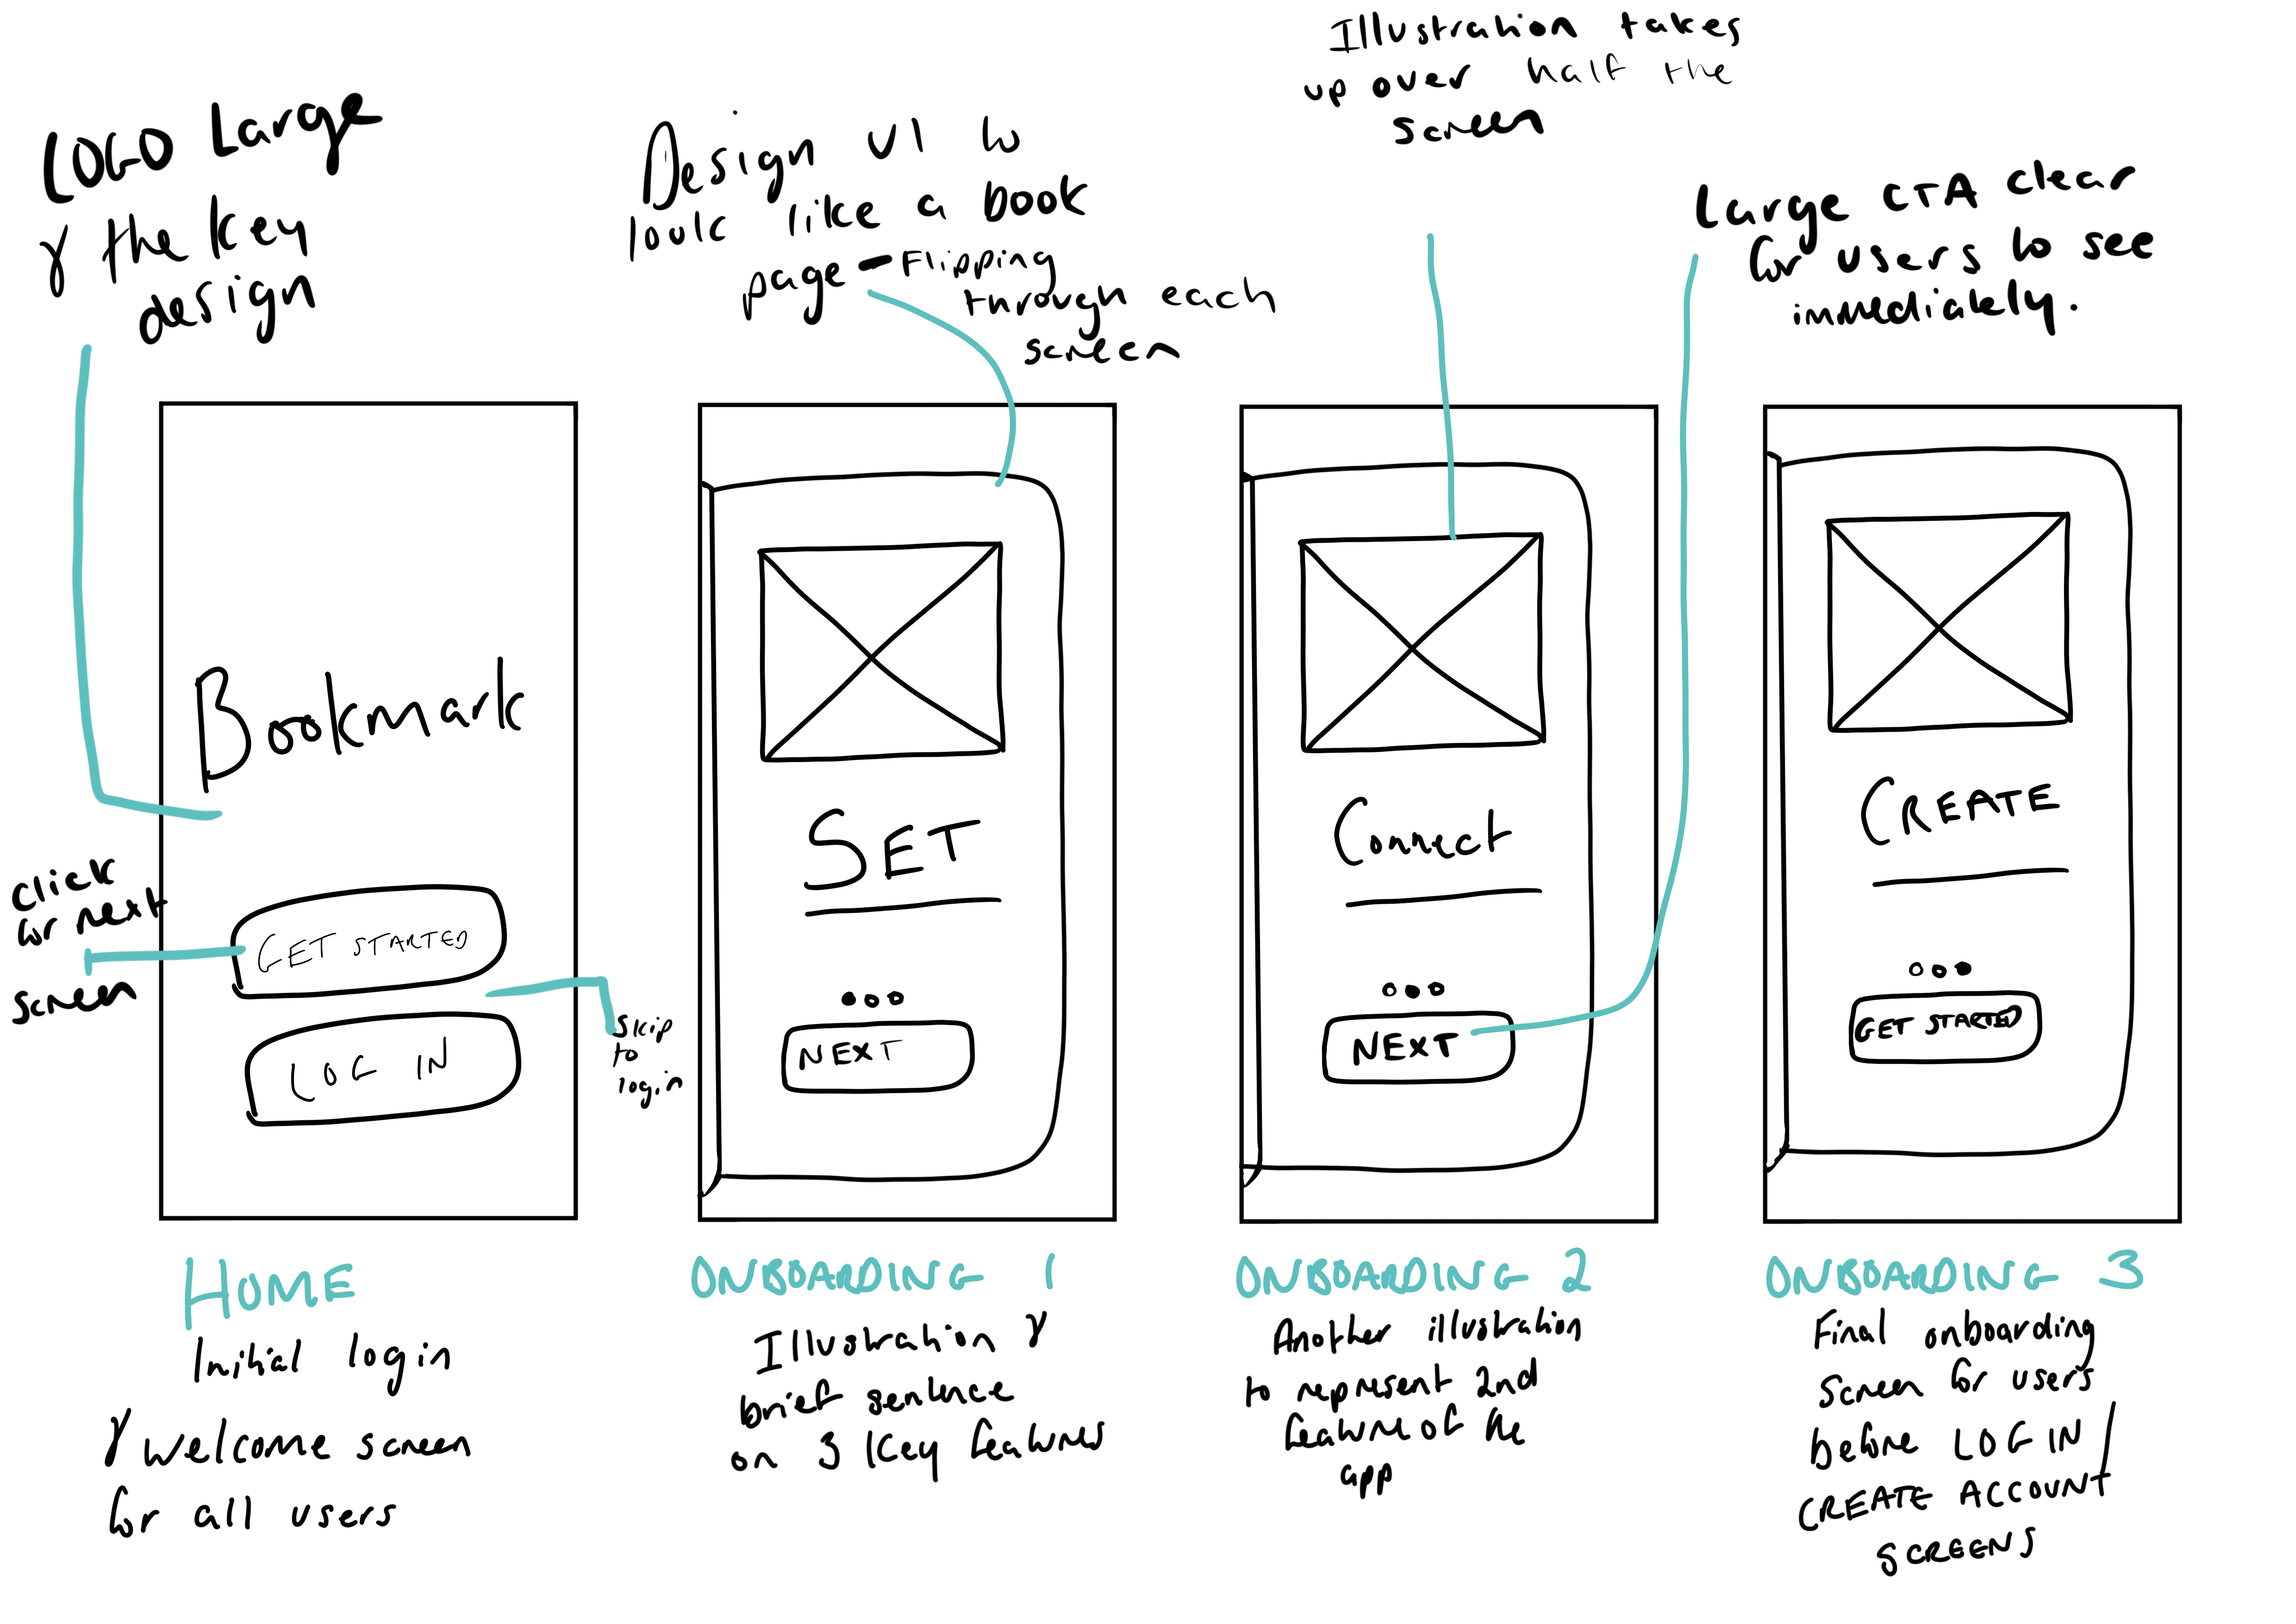 LOGO Large
& the key
design
Design UI to
look like a book
page - Flipping
through each
screen
Illustration takes
up over half the
screen
Large CTA clear
for users to see
immediately.
Bookmark
GET STARTED
LOG IN
click
for next
screen
Skip
to
login
SET
NEXT
Connect
NEXT
CREATE
GET STARTED
HOME
Initial login
& welcome screen
for all users
ONBOARDING 1
Illustration &
brief sentence
on 3 key features
ONBOARDING 2
Another illustration
to represent 2nd
feature of the
app
ONBOARDING 3
Final onboarding
screen for users
before LOG IN/
CREATE ACCOUNT
SCREENS